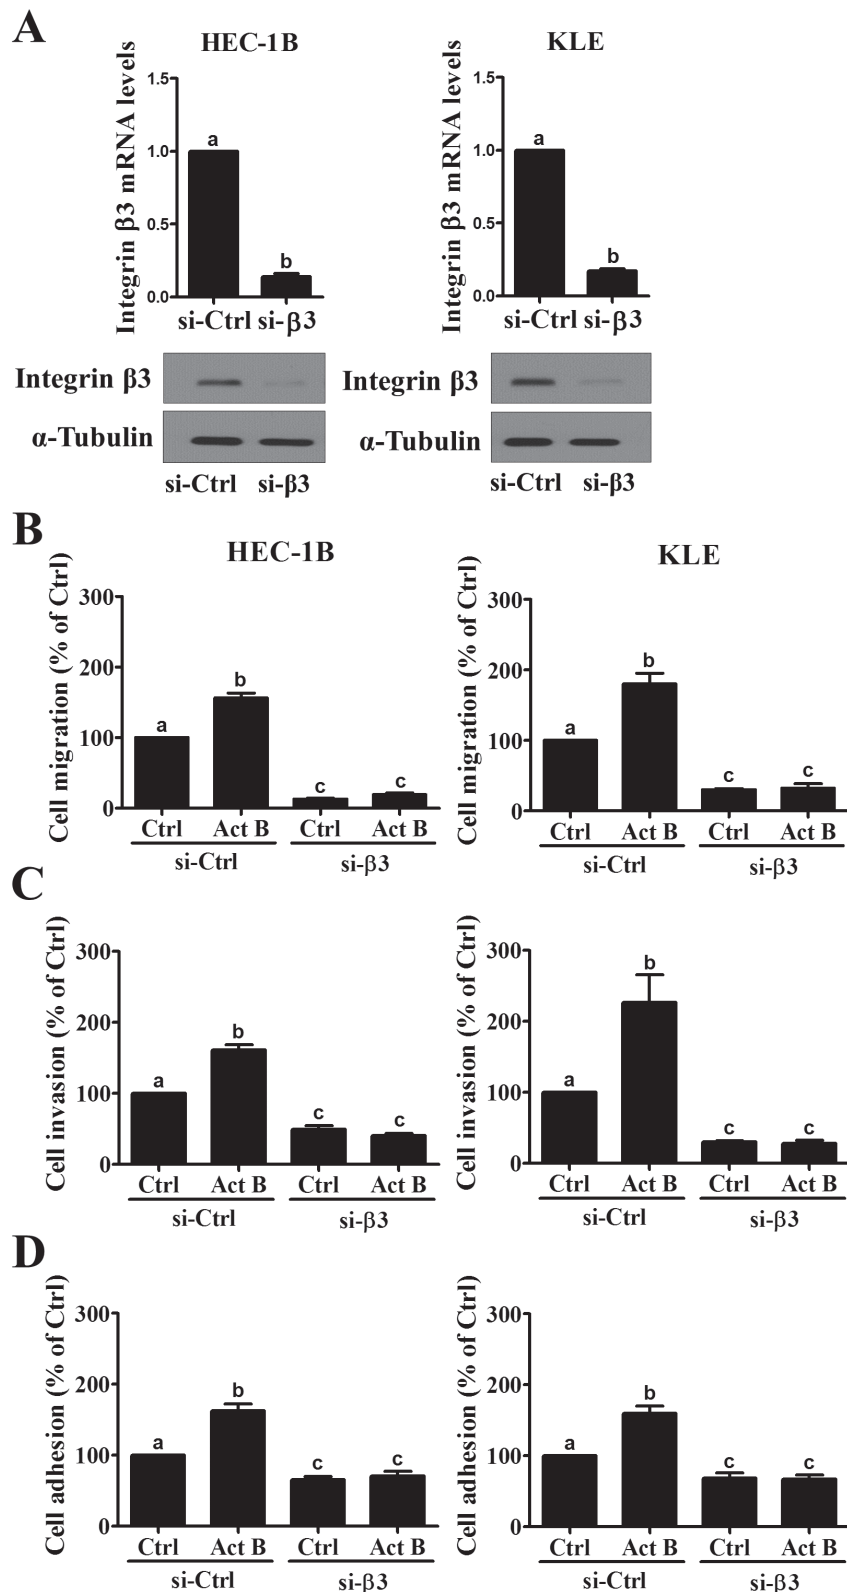 A
HEC-1B
KLE
Integrin β3 mRNA levels
1.5
1.0
0.5
0.0
a
b
si-Ctrl si-β3
Integrin β3 mRNA levels
1.5
1.0
0.5
0.0
a
b
si-Ctrl si-β3
Integrin β3
α-Tubulin
si-Ctrl si-β3
Integrin β3
α-Tubulin
si-Ctrl si-β3
B
HEC-1B
KLE
Cell migration (% of Ctrl)
300
200
100
0
a
b
c
c
Ctrl Act B Ctrl Act B
si-Ctrl si-β3
Cell migration (% of Ctrl)
300
200
100
0
a
b
c
c
Ctrl Act B Ctrl Act B
si-Ctrl si-β3
C
Cell invasion (% of Ctrl)
300
200
100
0
a
b
c
c
Ctrl Act B Ctrl Act B
si-Ctrl si-β3
Cell invasion (% of Ctrl)
300
200
100
0
a
b
c
c
Ctrl Act B Ctrl Act B
si-Ctrl si-β3
D
Cell adhesion (% of Ctrl)
300
200
100
0
a
b
c
c
Ctrl Act B Ctrl Act B
si-Ctrl si-β3
Cell adhesion (% of Ctrl)
300
200
100
0
a
b
c
c
Ctrl Act B Ctrl Act B
si-Ctrl si-β3